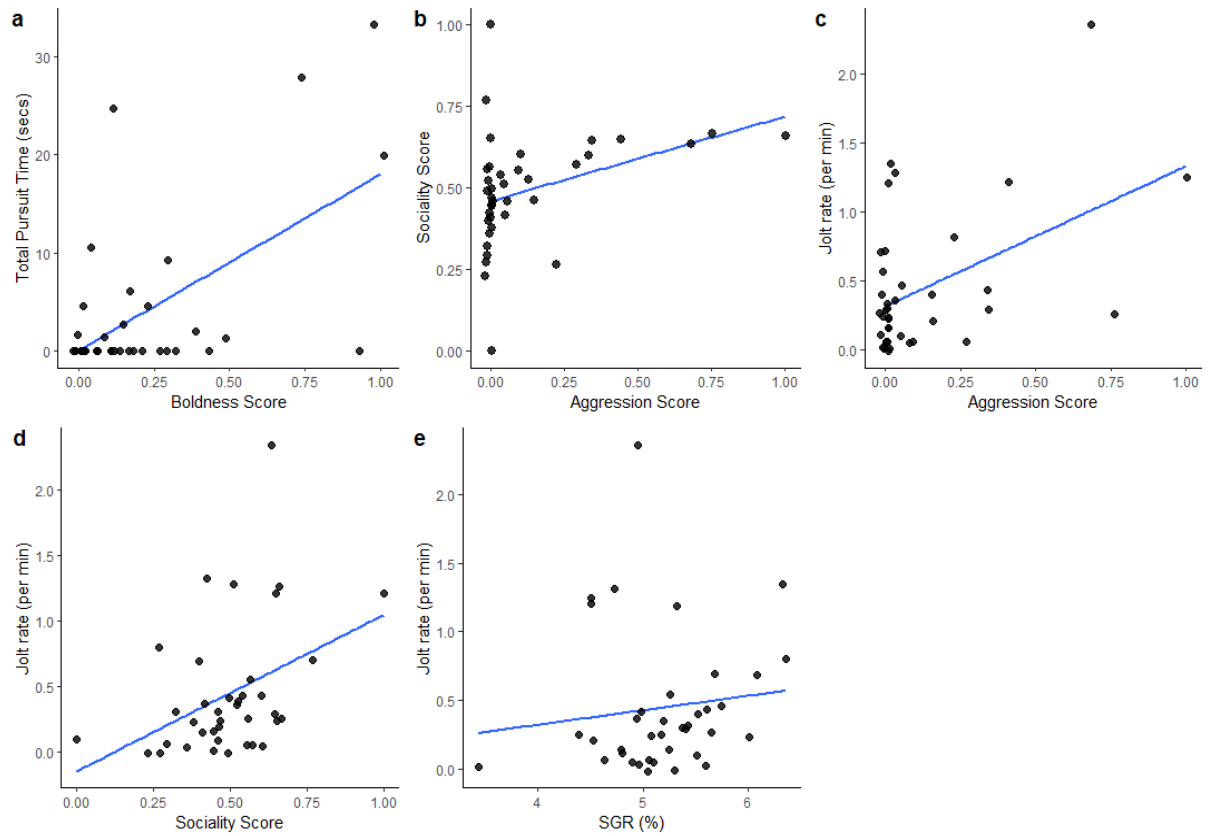 a
Total Pursuit Time (secs)
30
20
10
0
0.00 0.25 0.50 0.75 1.00
Boldness Score
b
Sociality Score
1.00
0.75
0.50
0.25
0.00
0.00 0.25 0.50 0.75 1.00
Aggression Score
c
Jolt rate (per min)
2.0
1.5
1.0
0.5
0.0
0.00 0.25 0.50 0.75 1.00
Aggression Score
d
Jolt rate (per min)
2.0
1.5
1.0
0.5
0.0
0.00 0.25 0.50 0.75 1.00
Sociality Score
e
Jolt rate (per min)
2.0
1.5
1.0
0.5
0.0
4 5 6
SGR (%)